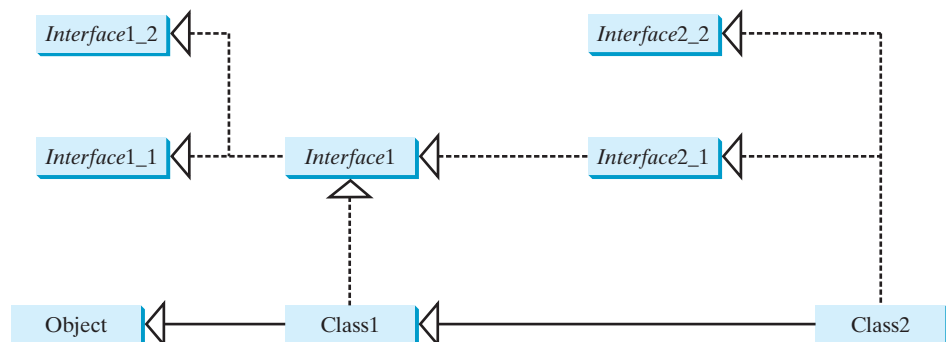 Interface1_2
Interface2_2
Interface1_1
Interface1
Interface2_1
Object
Class1
Class2